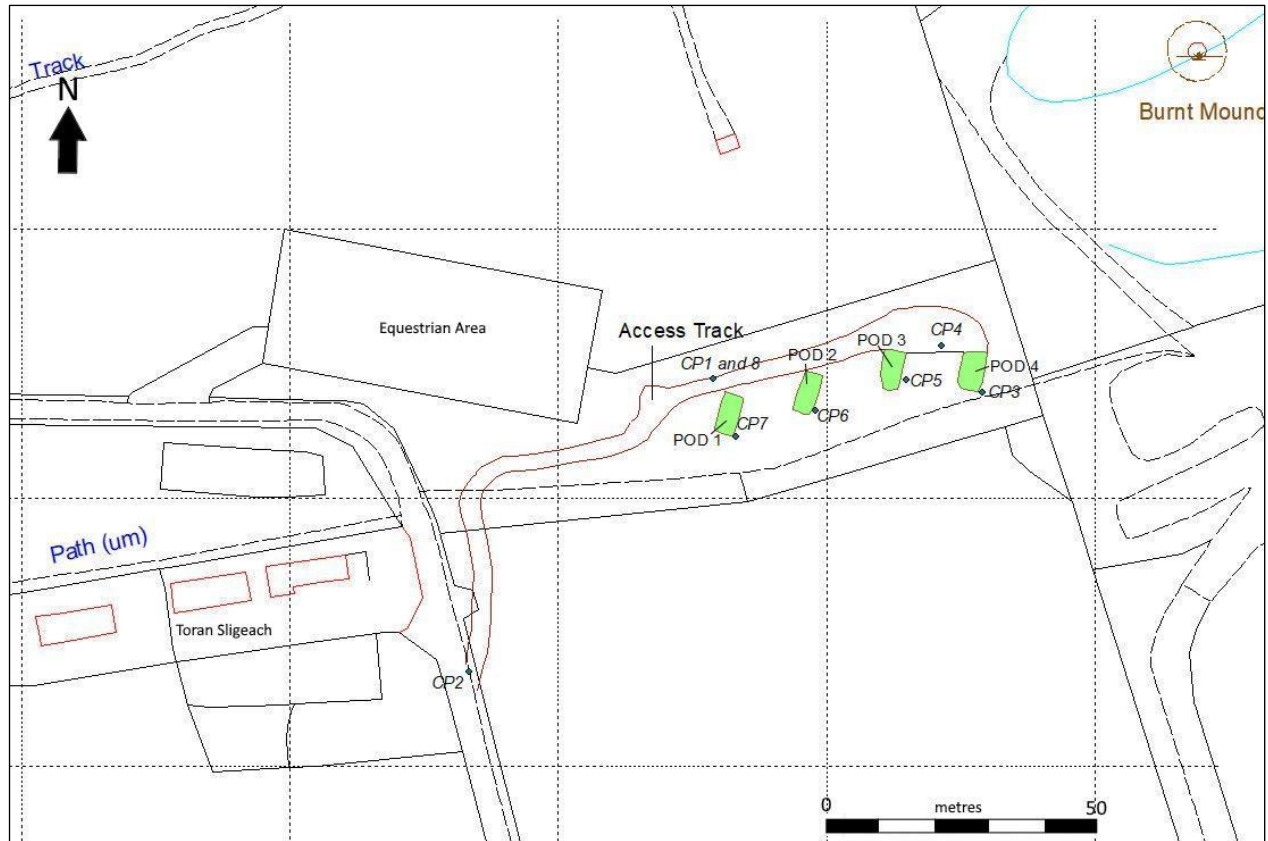 Track
N
Burnt Mounc
Equestrian Area
Access Track
CP4
POD 3
POD 2
CP1 and 8
POD 4
CP5
CP3
CP6
CP7
POD 1
Path (um)
Toran Sligeach
CP2
0 metres 50